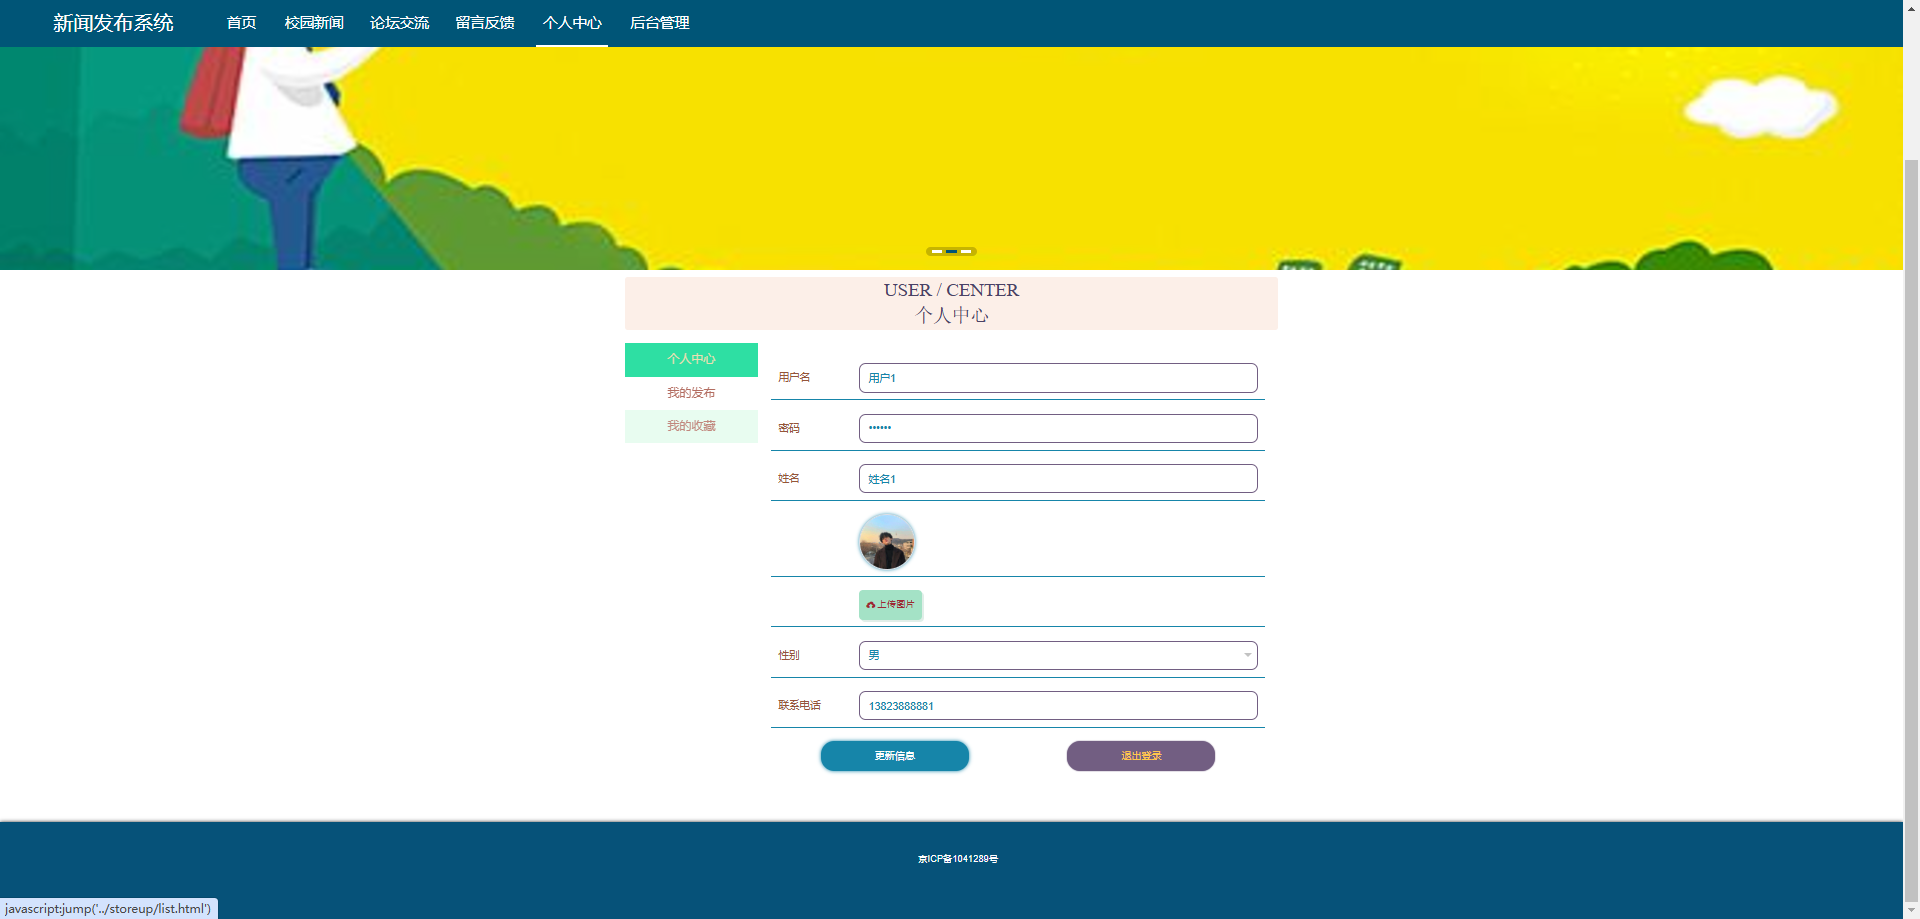 新闻发布系统 首页 校园新闻 论坛交流 留言反馈 个人中心 后台管理
USER / CENTER
个人中心
个人中心
我的发布
我的收藏
用户名 用户1
密码 ••••••
姓名 姓名1
上传图片
性别 男
联系电话 13823888881
更新信息 退出登录
京ICP备1041289号
javascript:jump('../storeup/list.html')